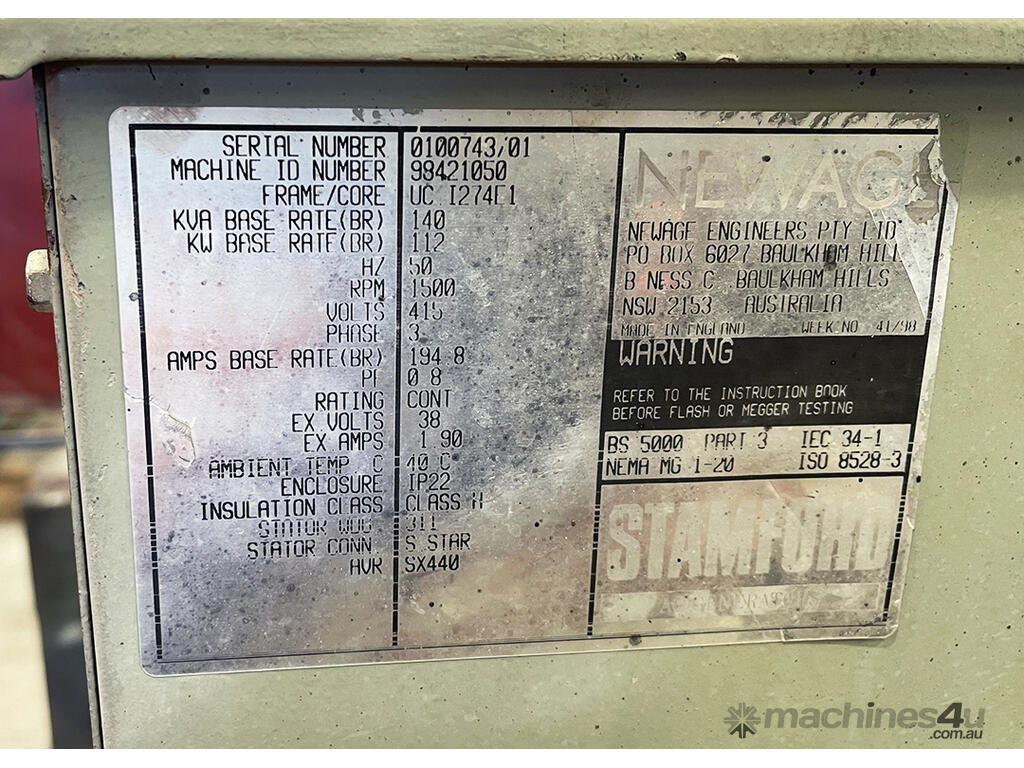 SERIAL NUMBER 0100743/01
MACHINE ID NUMBER 98421050
FRAME/CORE UC I274E1
KVA BASE RATE(BR) 140
KW BASE RATE(BR) 112
HZ 50
RPM 1500
VOLTS 415
PHASE 3
AMPS BASE RATE(BR) 194 8
PF 0 8
RATING CONT
EX VOLTS 38
EX AMPS 1 90
AMBIENT TEMP C 40 C
ENCLOSURE IP22
INSULATION CLASS CLASS H
STATOR WDG 311
STATOR CONN. S STAR
AVR SX440
NEWAGE
NEWAGE ENGINEERS PTY LTD
PO BOX 6027 BAULKHAM HILL
B NESS C BAULKHAM HILLS
NSW 2153 AUSTRALIA
MADE IN ENGLAND WEEK NO 41/98
WARNING
REFER TO THE INSTRUCTION BOOK
BEFORE FLASH OR MEGGER TESTING
BS 5000 PART 3 IEC 34-1
NEMA MG 1-20 ISO 8528-3
STAMFORD
AC GENERATORS
machines4u
.com.au